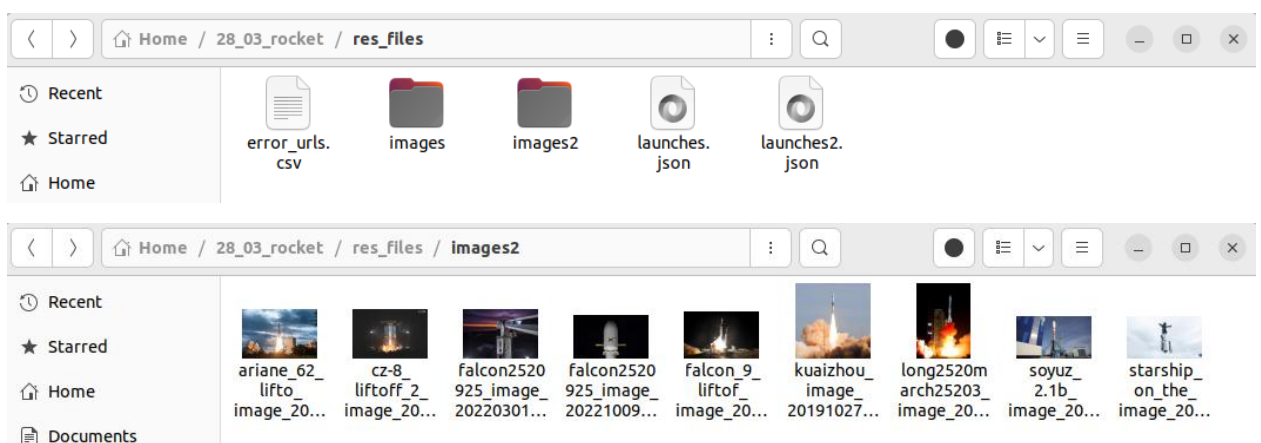 Home / 28_03_rocket / res_files
Recent
Starred
Home
error_urls.
csv
images
images2
launches.
json
launches2.
json
Home / 28_03_rocket / res_files / images2
Recent
Starred
Home
Documents
ariane_62_
lifto_
image_20...
cz-8_
liftoff_2_
image_20...
falcon2520
925_image_
20220301...
falcon2520
925_image_
20221009...
falcon_9_
liftof_
image_20...
kuaizhou_
image_
20191027...
long2520m
arch25203_
image_20...
soyuz_
2.1b_
image_20...
starship_
on_the_
image_20...